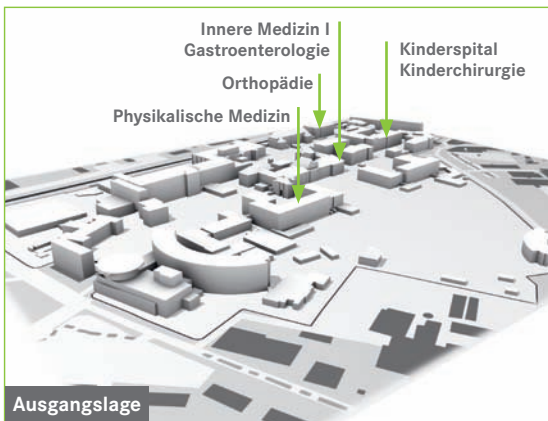 Innere Medizin I
Gastroenterologie
Kinderspital
Kinderchirurgie
Orthopädie
Physikalische Medizin
Ausgangslage